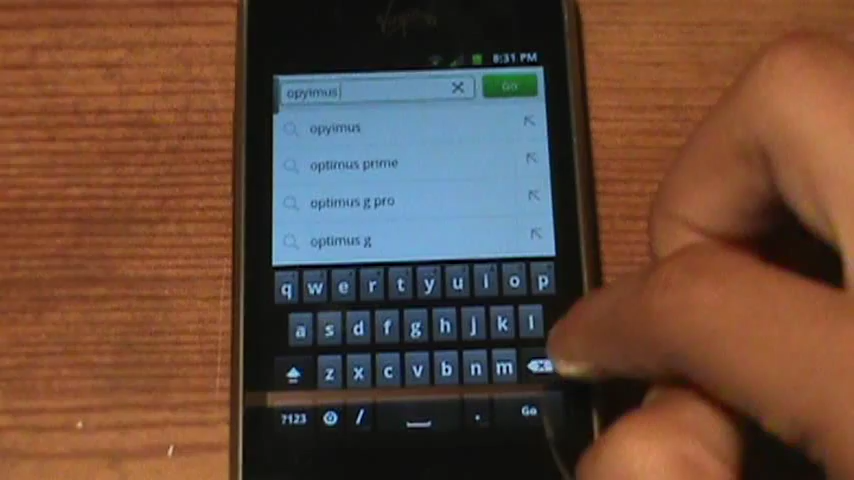 8:31 PM
opyimus Go
opyimus
optimus prime
optimus g pro
optimus g
q w e r t y u i o p
a s d f g h j k l
z x c v b n m
?123 / . Go